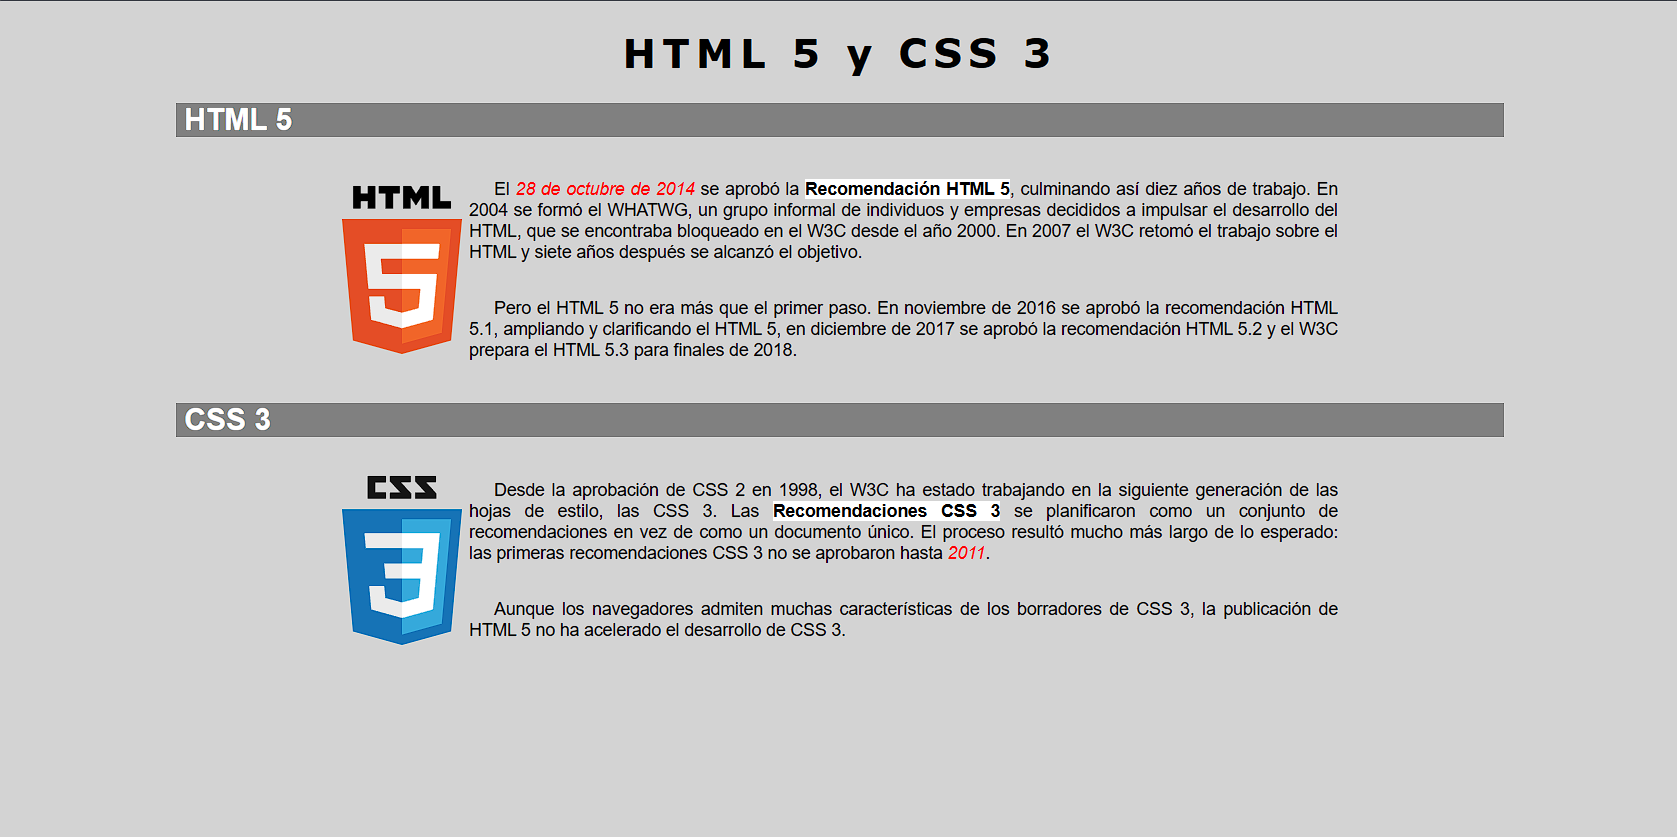 HTML 5 y CSS 3
HTML 5
HTML
5
El 28 de octubre de 2014 se aprobó la Recomendación HTML 5, culminando así diez años de trabajo. En
2004 se formó el WHATWG, un grupo informal de individuos y empresas decididos a impulsar el desarrollo del
HTML, que se encontraba bloqueado en el W3C desde el año 2000. En 2007 el W3C retomó el trabajo sobre el
HTML y siete años después se alcanzó el objetivo.
Pero el HTML 5 no era más que el primer paso. En noviembre de 2016 se aprobó la recomendación HTML
5.1, ampliando y clarificando el HTML 5, en diciembre de 2017 se aprobó la recomendación HTML 5.2 y el W3C
prepara el HTML 5.3 para finales de 2018.
CSS 3
CSS
3
Desde la aprobación de CSS 2 en 1998, el W3C ha estado trabajando en la siguiente generación de las
hojas de estilo, las CSS 3. Las Recomendaciones CSS 3 se planificaron como un conjunto de
recomendaciones en vez de como un documento único. El proceso resultó mucho más largo de lo esperado:
las primeras recomendaciones CSS 3 no se aprobaron hasta 2011.
Aunque los navegadores admiten muchas características de los borradores de CSS 3, la publicación de
HTML 5 no ha acelerado el desarrollo de CSS 3.